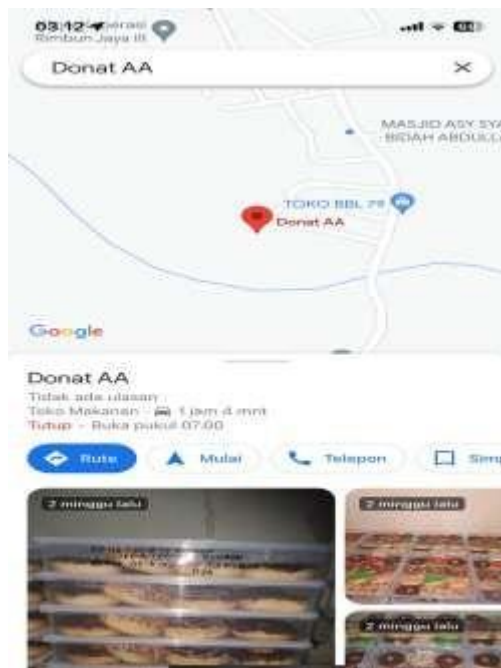 03:12
Rimbun Jaya III
Donat AA
MASJID ASY SYA
BIDAH ABDULL
TOKO BBL 79
Donat AA
Google
Donat AA
Tidak ada ulasan
Toko Makanan · 1 jam 4 mnt
Tutup · Buka pukul 07.00
Rute
Mulai
Telepon
Simp
2 minggu lalu
2 minggu lalu
2 minggu lalu